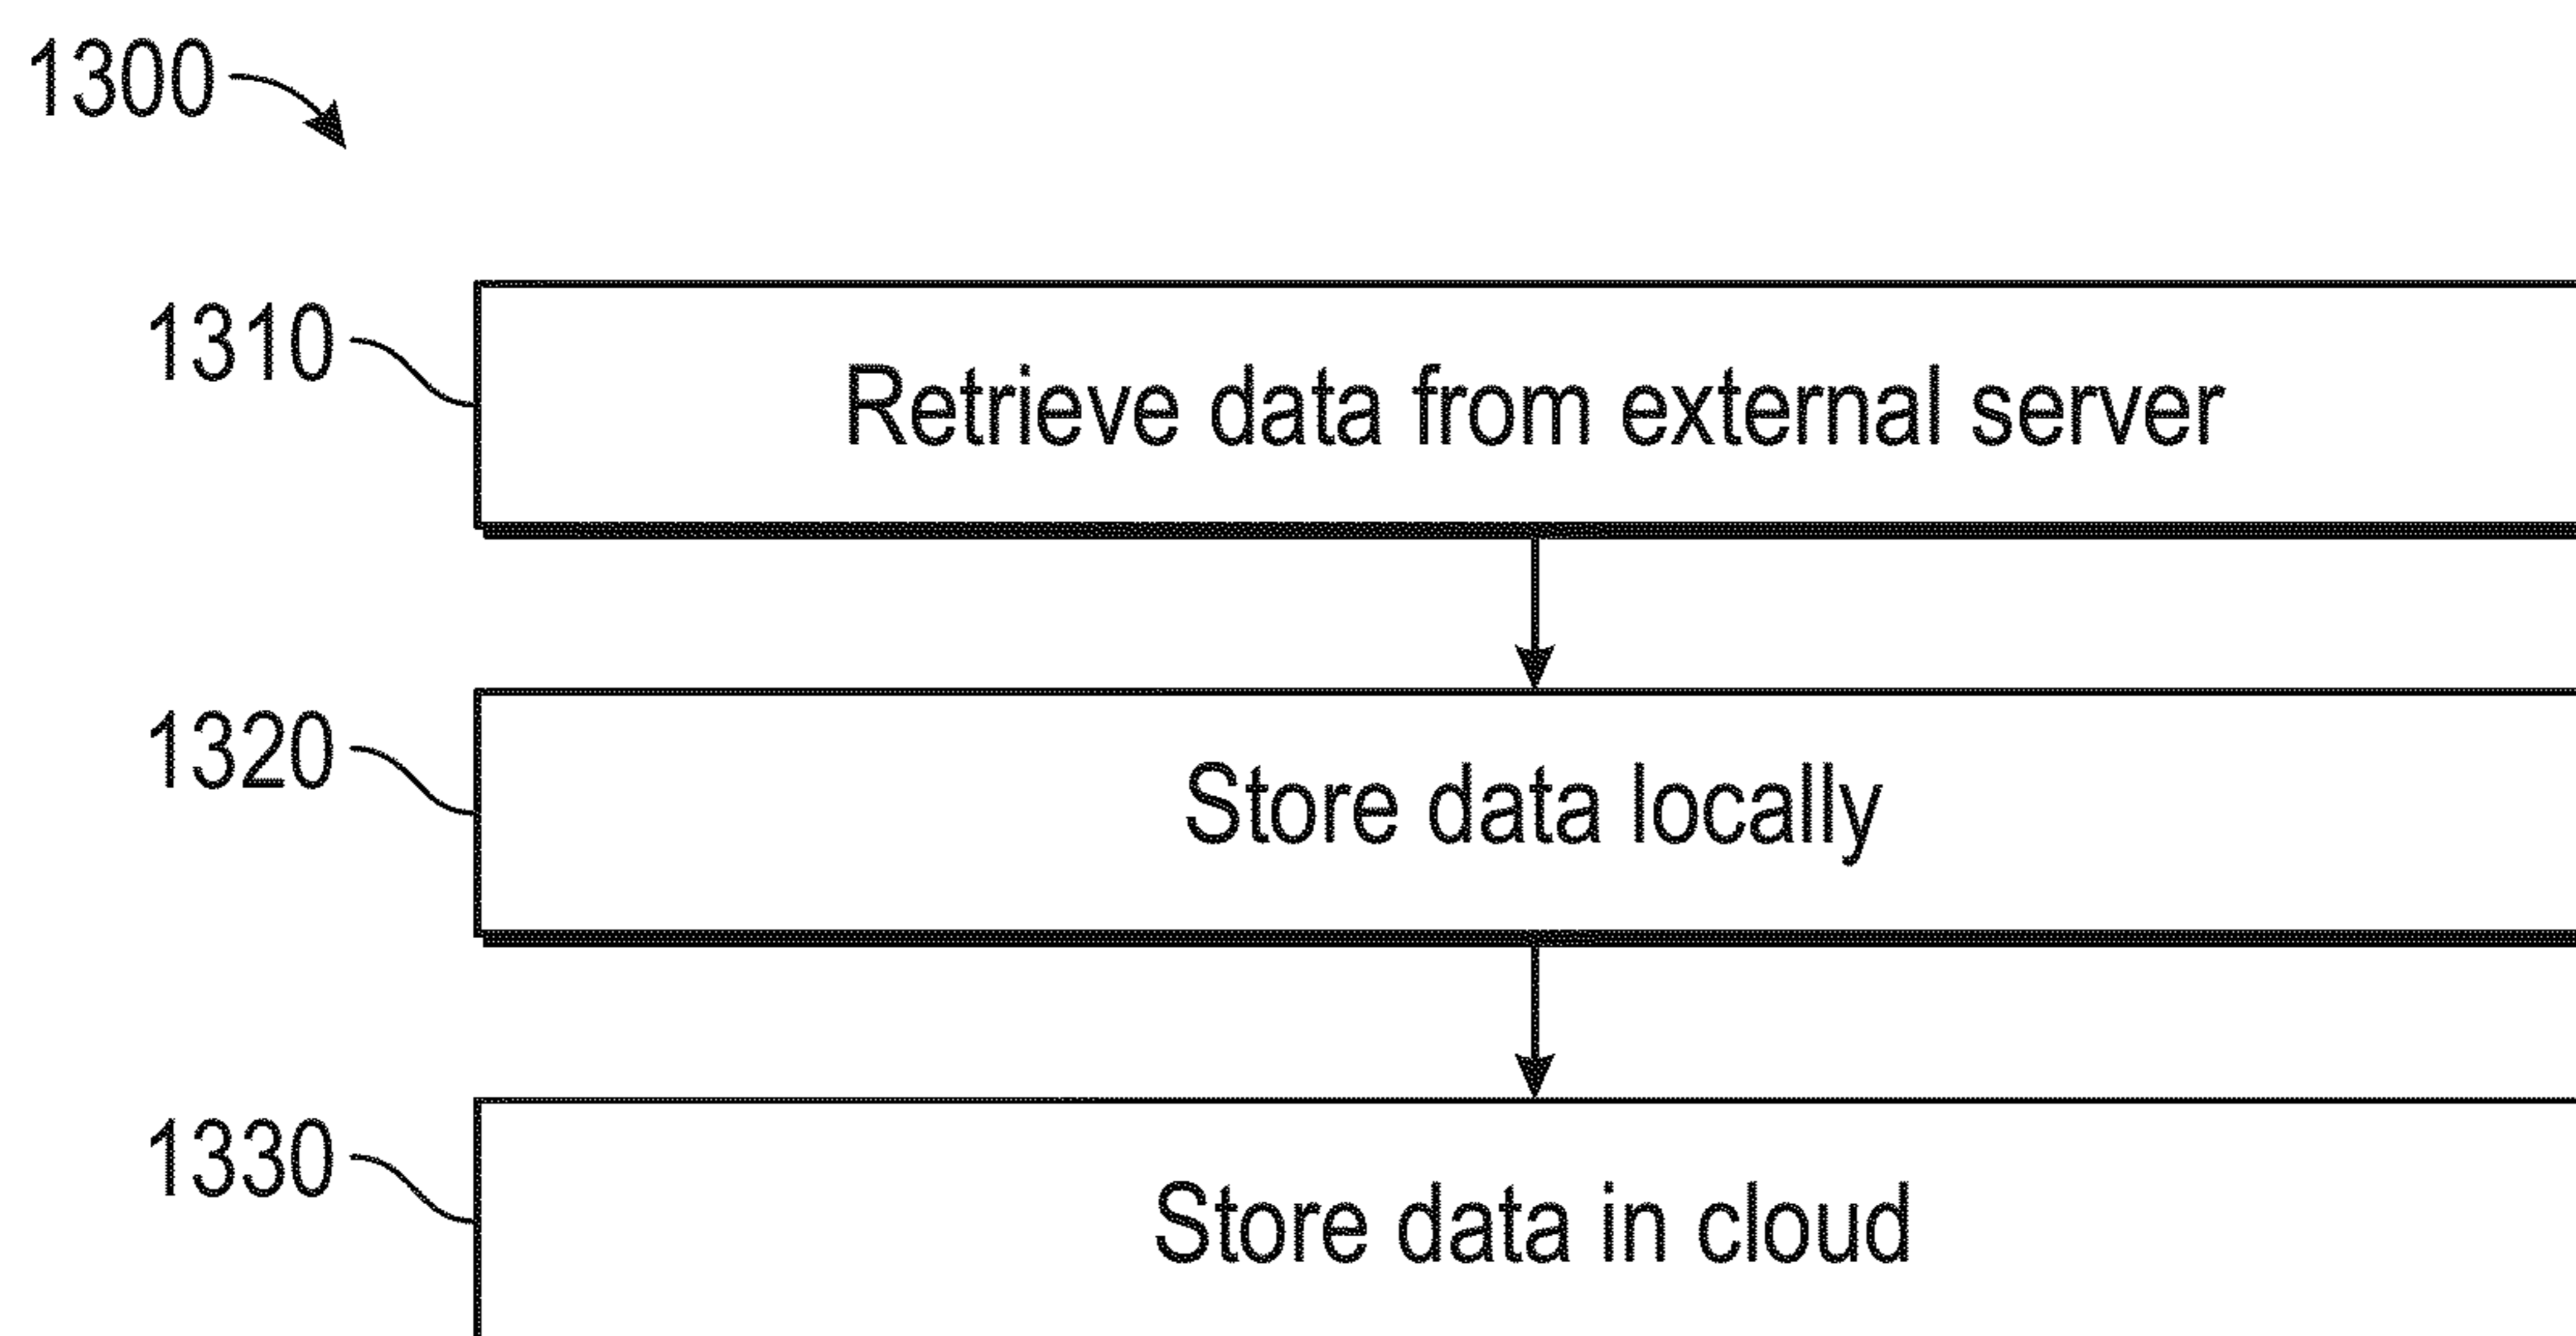 1300
1310
Retrieve data from external server
1320
Store data locally
1330
Store data in cloud